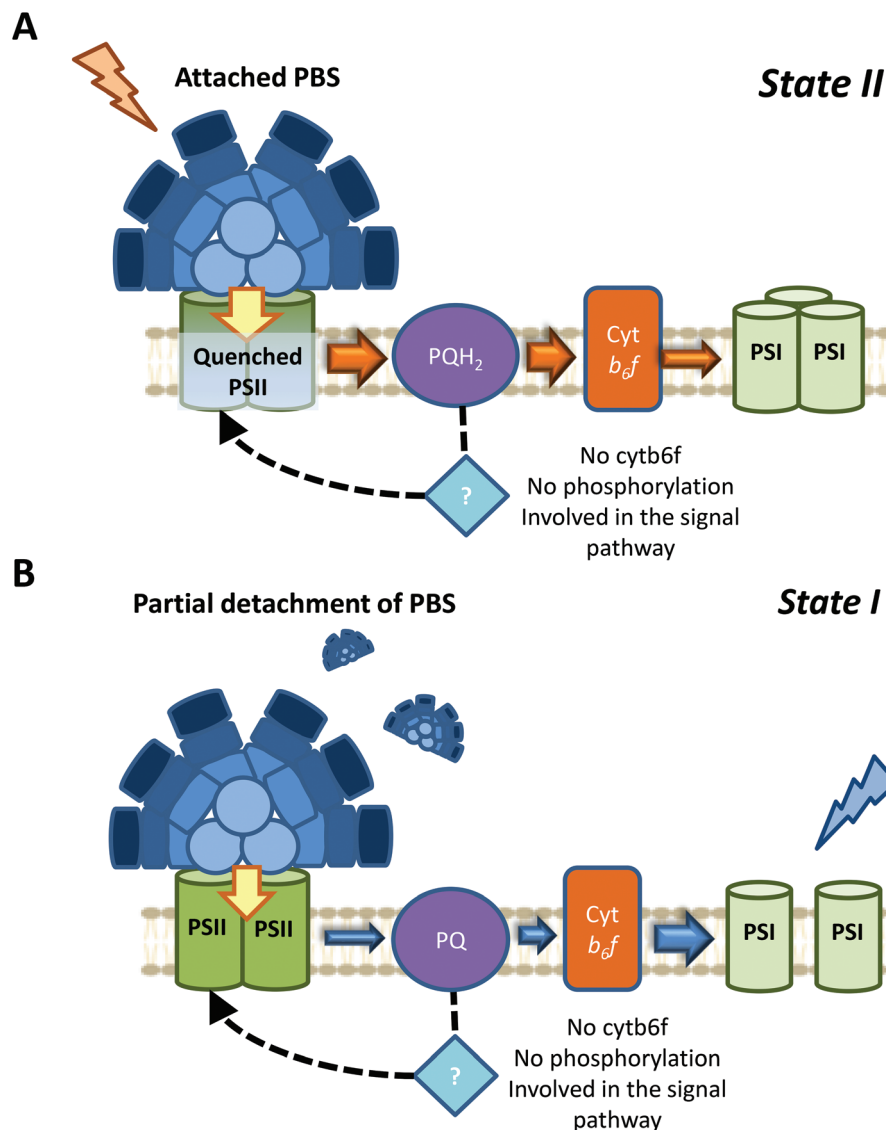 A
Attached PBS
State II
Quenched
PSII
PQH₂
Cyt
b₆f
PSI
PSI
?
No cytb6f
No phosphorylation
Involved in the signal
pathway
B
Partial detachment of PBS
State I
PSII
PSII
PQ
Cyt
b₆f
PSI
PSI
?
No cytb6f
No phosphorylation
Involved in the signal
pathway